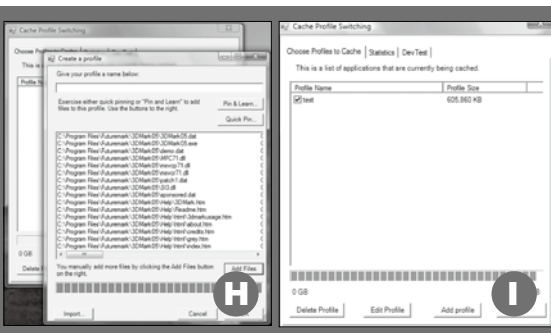 Cache Profile Switching
Create a profile
Give your profile a name below:
Exercise either quick pinning or "Pin and Learn" to add
files to this profile. Use the buttons to the right.
Pin & Learn...
Quick Pin...
C:\Program Files\Futuremark\3DMark05\3DMark05.dat
C:\Program Files\Futuremark\3DMark05\3DMark05.exe
C:\Program Files\Futuremark\3DMark05\demo.dat
C:\Program Files\Futuremark\3DMark05\MFC71.dll
C:\Program Files\Futuremark\3DMark05\msvcp71.dll
C:\Program Files\Futuremark\3DMark05\msvcr71.dll
C:\Program Files\Futuremark\3DMark05\patch1.dat
C:\Program Files\Futuremark\3DMark05\Si3.dll
C:\Program Files\Futuremark\3DMark05\sponsored.dat
C:\Program Files\Futuremark\3DMark05\Help\3DMark.htm
C:\Program Files\Futuremark\3DMark05\Help\Readme.htm
C:\Program Files\Futuremark\3DMark05\Help\html\3dmarkusage.htm
C:\Program Files\Futuremark\3DMark05\Help\html\about.htm
C:\Program Files\Futuremark\3DMark05\Help\html\credits.htm
C:\Program Files\Futuremark\3DMark05\Help\html\grey.htm
C:\Program Files\Futuremark\3DMark05\Help\html\index.htm
You manually add more files by clicking the Add Files button
on the right.
Add Files
0 GB
Delete
Import...
Cancel
H
Cache Profile Switching
Choose Profiles to Cache Statistics DevTest
This is a list of applications that are currently being cached.
Profile Name Profile Size
test 605,860 KB
0 GB
Delete Profile Edit Profile Add profile
I